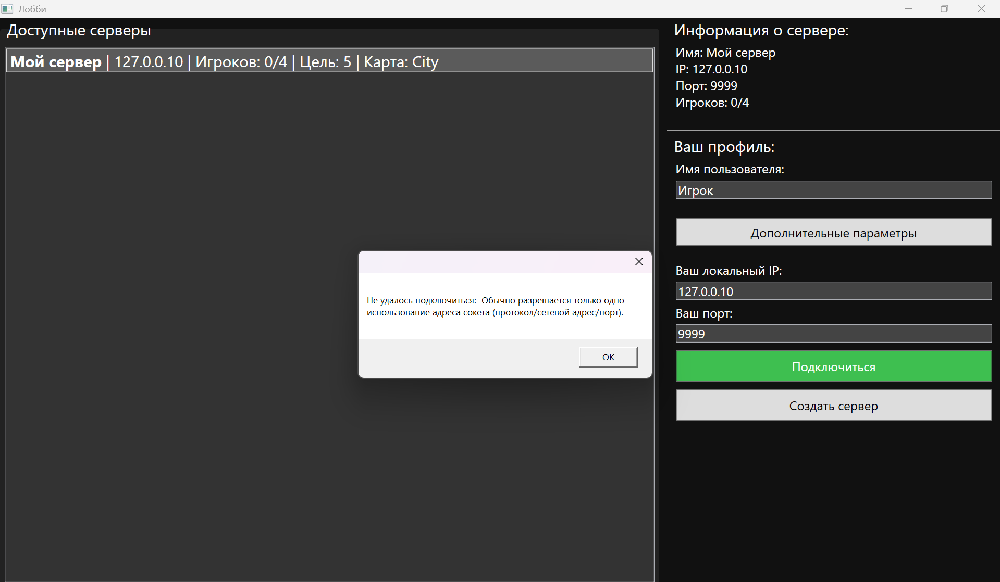 Лобби
Доступные серверы
Мой сервер | 127.0.0.10 | Игроков: 0/4 | Цель: 5 | Карта: City
Информация о сервере:
Имя: Мой сервер
IP: 127.0.0.10
Порт: 9999
Игроков: 0/4
Ваш профиль:
Имя пользователя:
Игрок
Дополнительные параметры
Ваш локальный IP:
127.0.0.10
Ваш порт:
9999
Подключиться
Создать сервер
Не удалось подключиться:  Обычно разрешается только одно
использование адреса сокета (протокол/сетевой адрес/порт).
ОК